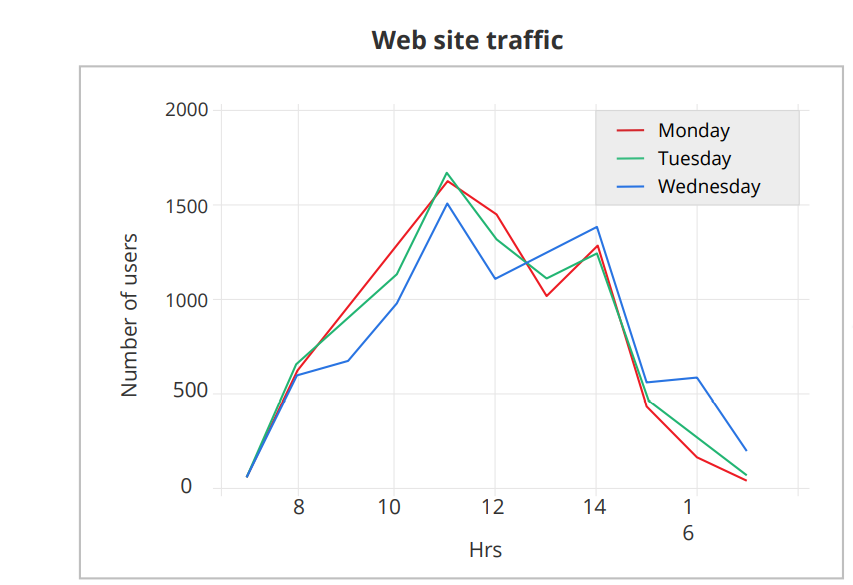 Web site traffic
2000
Monday
Tuesday
Wednesday
1500
Number of users
1000
500
0
8 10 12 14 1
6
Hrs